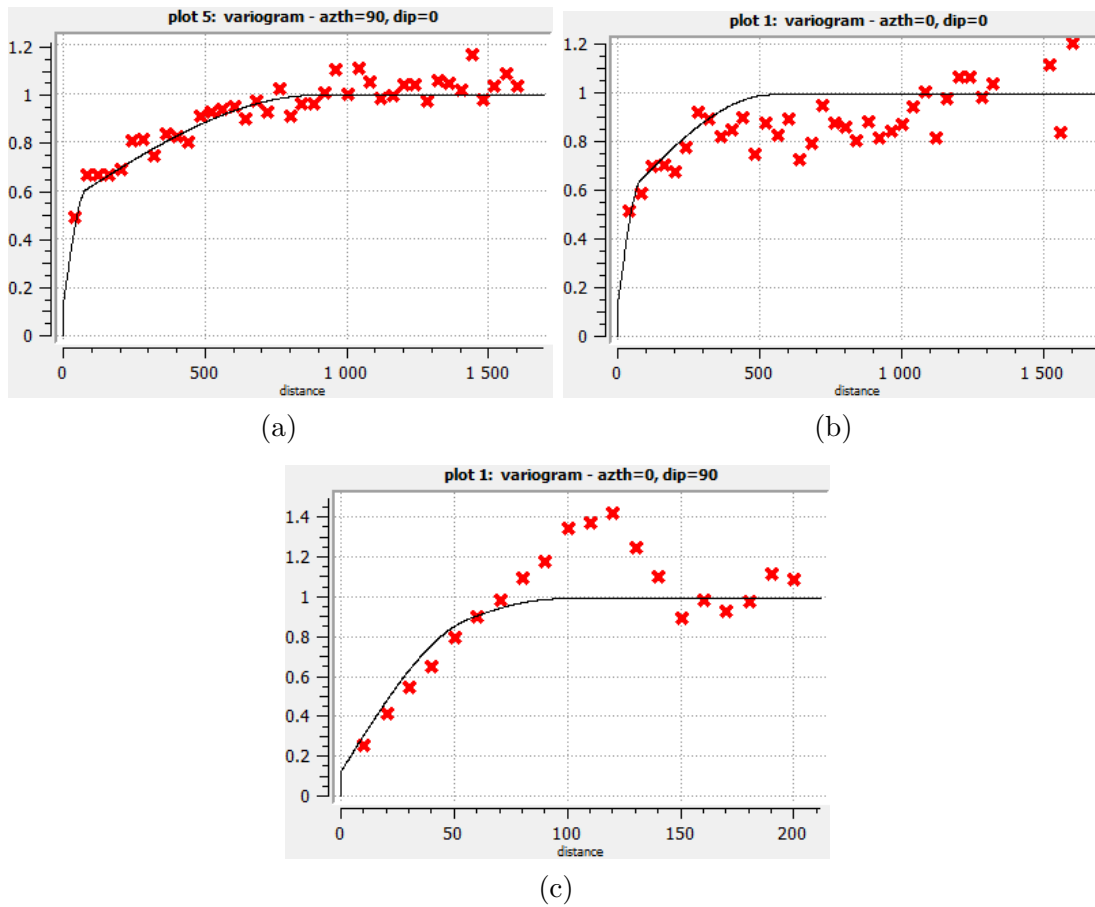 plot 5: variogram - azth=90, dip=0
1.2
1
0.8
0.6
0.4
0.2
0
0 500 1 000 1 500
distance
(a)
plot 1: variogram - azth=0, dip=0
1.2
1
0.8
0.6
0.4
0.2
0
0 500 1 000 1 500
distance
(b)
plot 1: variogram - azth=0, dip=90
1.4
1.2
1
0.8
0.6
0.4
0.2
0
0 50 100 150 200
distance
(c)